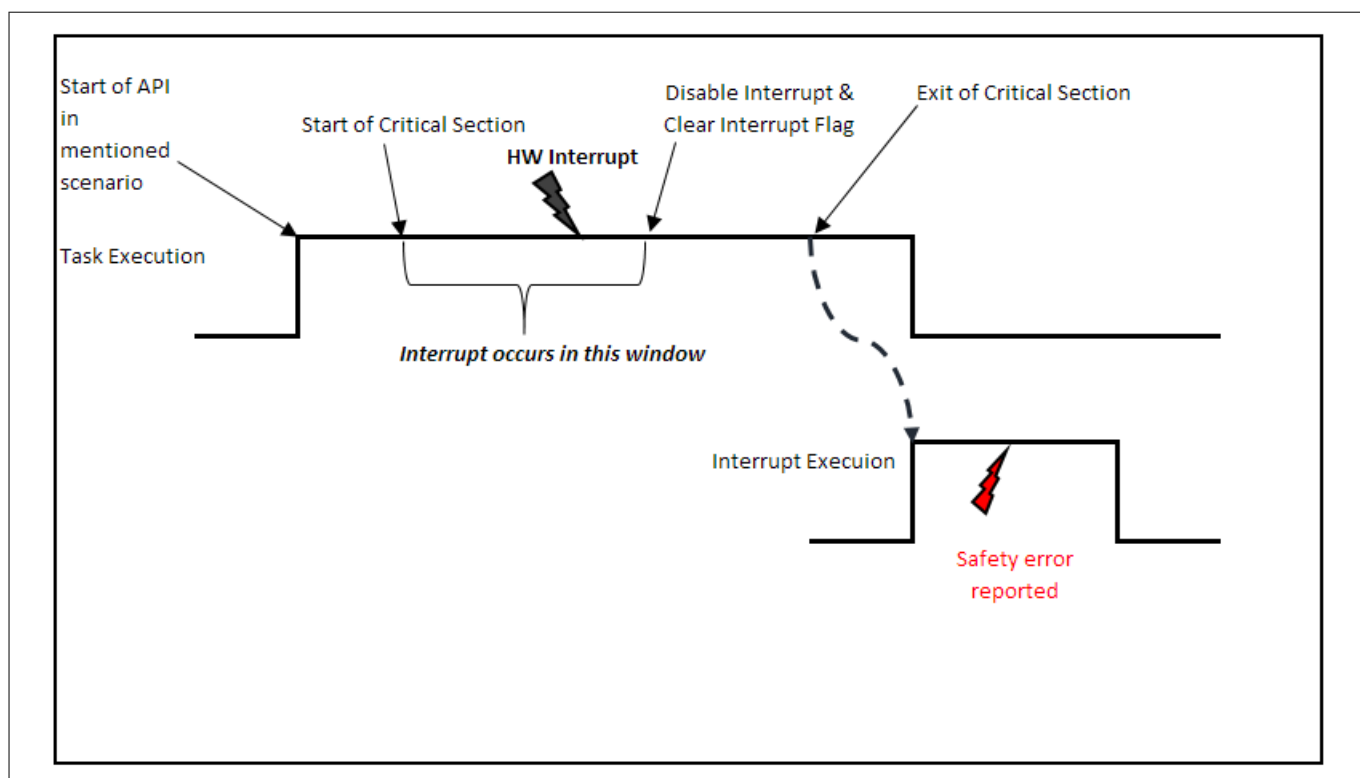 Start of API
in
mentioned
scenario
Start of Critical Section
HW Interrupt
Disable Interrupt &
Clear Interrupt Flag
Exit of Critical Section
Task Execution
Interrupt occurs in this window
Interrupt Execuion
Safety error
reported